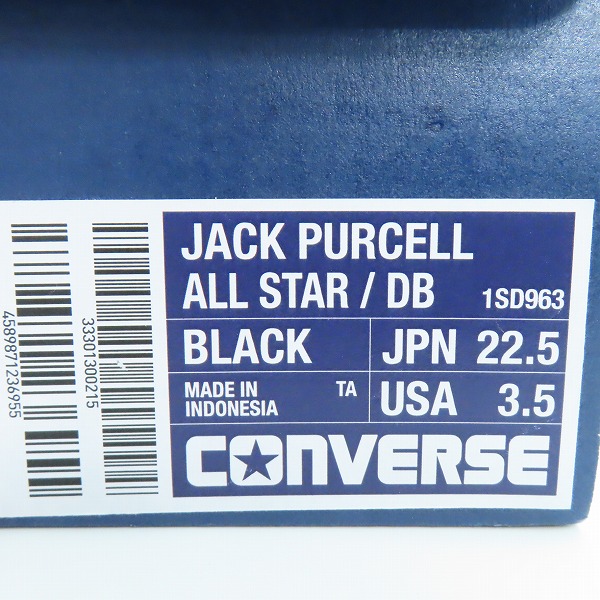 JACK PURCELL
ALL STAR / DB 1SD963
BLACK JPN 22.5
MADE IN INDONESIA TA USA 3.5
CONVERSE
33301300215
4589871236955